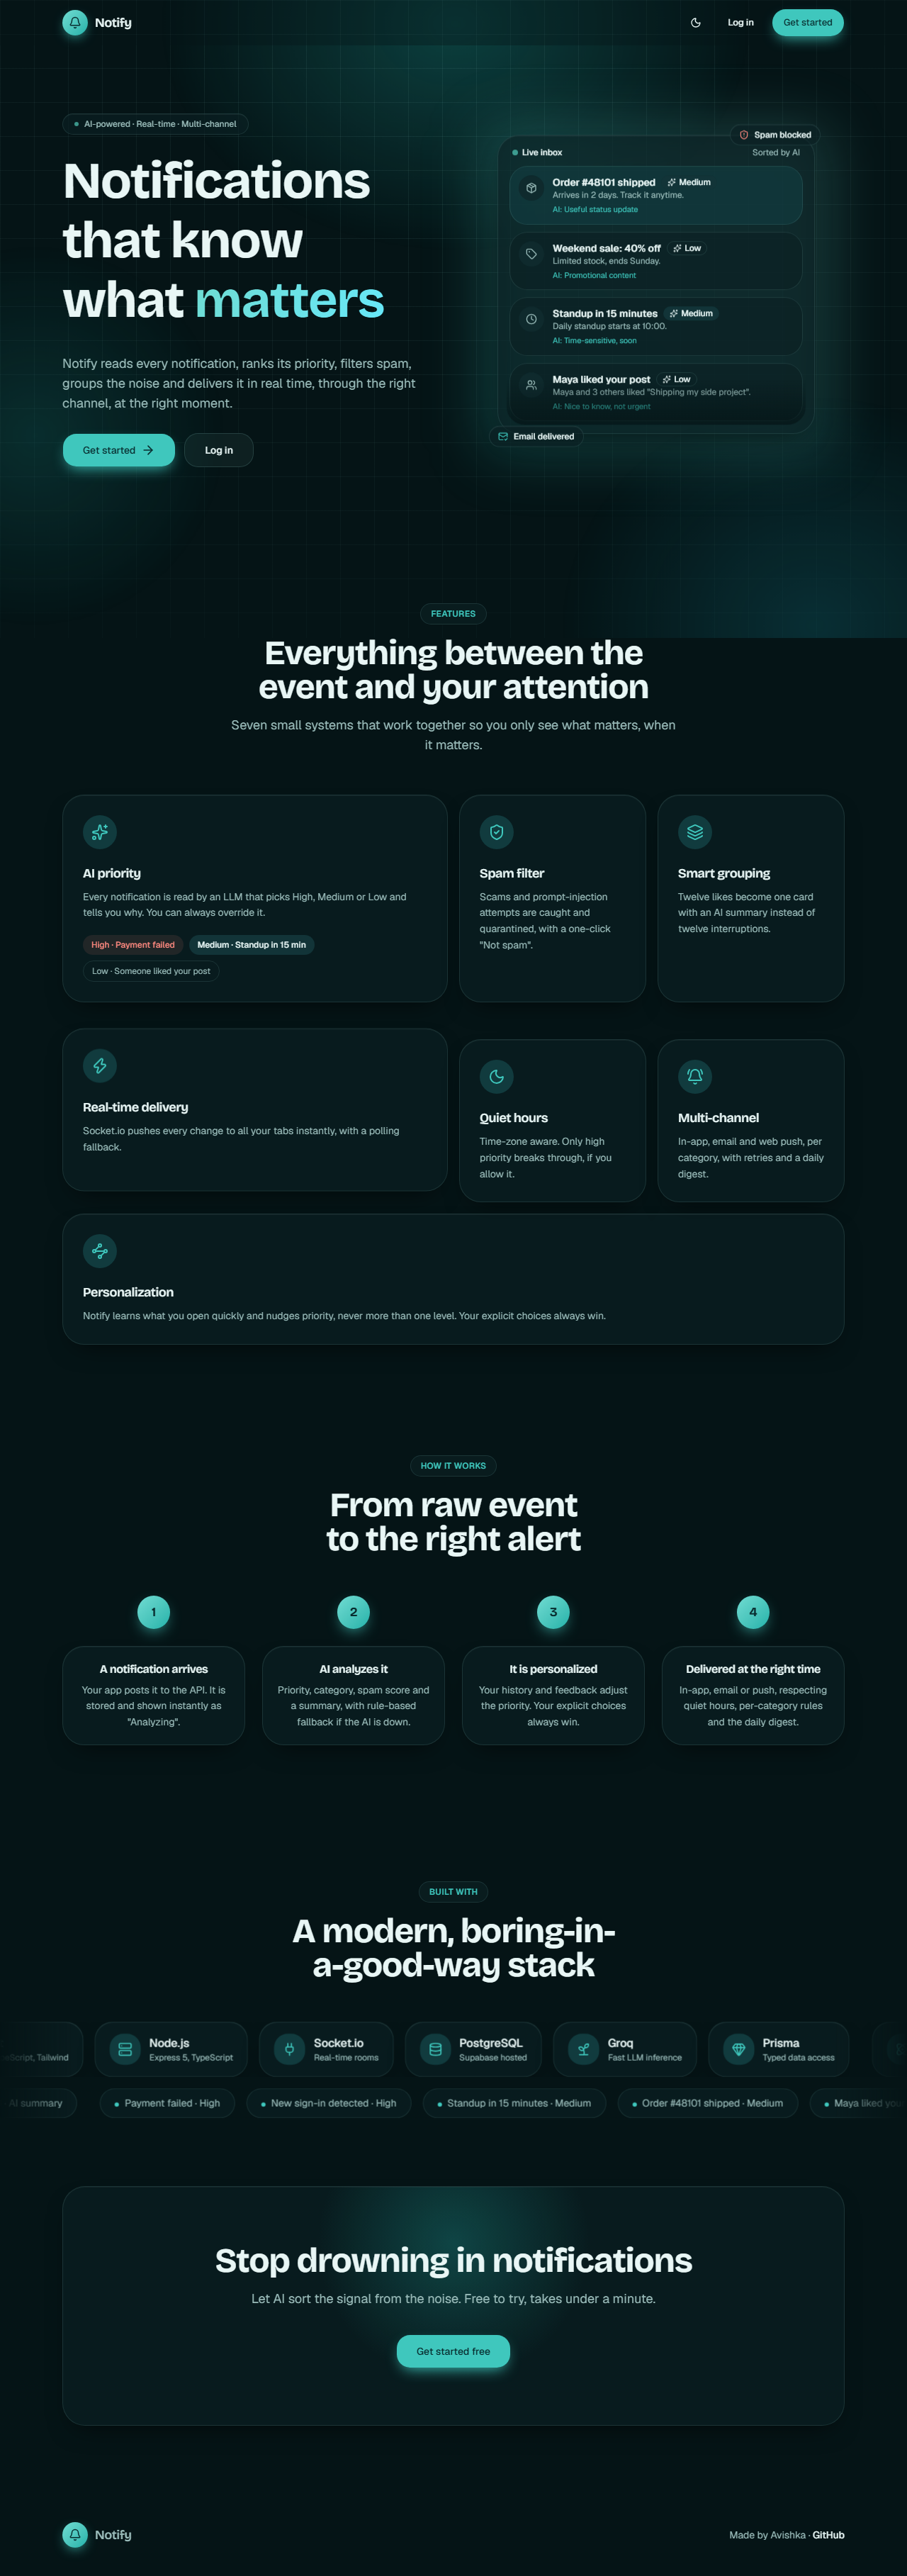 Notify
Log in
Get started
AI-powered · Real-time · Multi-channel
Notifications
that know
what matters
Notify reads every notification, ranks its priority, filters spam,
groups the noise and delivers it in real time, through the right
channel, at the right moment.
Get started
Log in
Spam blocked
Live inbox
Sorted by AI
Order #48101 shipped
Medium
Arrives in 2 days. Track it anytime.
AI: Useful status update
Weekend sale: 40% off
Low
Limited stock, ends Sunday.
AI: Promotional content
Standup in 15 minutes
Medium
Daily standup starts at 10:00.
AI: Time-sensitive, soon
Maya liked your post
Low
Maya and 3 others liked "Shipping my side project".
AI: Nice to know, not urgent
Email delivered
FEATURES
Everything between the
event and your attention
Seven small systems that work together so you only see what matters, when
it matters.
AI priority
Every notification is read by an LLM that picks High, Medium or Low and
tells you why. You can always override it.
High · Payment failed
Medium · Standup in 15 min
Low · Someone liked your post
Spam filter
Scams and prompt-injection
attempts are caught and
quarantined, with a one-click
"Not spam".
Smart grouping
Twelve likes become one card
with an AI summary instead of
twelve interruptions.
Real-time delivery
Socket.io pushes every change to all your tabs instantly, with a polling
fallback.
Quiet hours
Time-zone aware. Only high
priority breaks through, if you
allow it.
Multi-channel
In-app, email and web push, per
category, with retries and a daily
digest.
Personalization
Notify learns what you open quickly and nudges priority, never more than one level. Your explicit choices always win.
HOW IT WORKS
From raw event
to the right alert
1
2
3
4
A notification arrives
Your app posts it to the API. It is
stored and shown instantly as
"Analyzing".
AI analyzes it
Priority, category, spam score and
a summary, with rule-based
fallback if the AI is down.
It is personalized
Your history and feedback adjust
the priority. Your explicit choices
always win.
Delivered at the right time
In-app, email or push, respecting
quiet hours, per-category rules
and the daily digest.
BUILT WITH
A modern, boring-in-
a-good-way stack
Tailwind
Node.js
Express 5, TypeScript
Socket.io
Real-time rooms
PostgreSQL
Supabase hosted
Groq
Fast LLM inference
Prisma
Typed data access
AI summary
Payment failed · High
New sign-in detected · High
Standup in 15 minutes · Medium
Order #48101 shipped · Medium
Maya liked
Stop drowning in notifications
Let AI sort the signal from the noise. Free to try, takes under a minute.
Get started free
Notify
Made by Avishka · GitHub